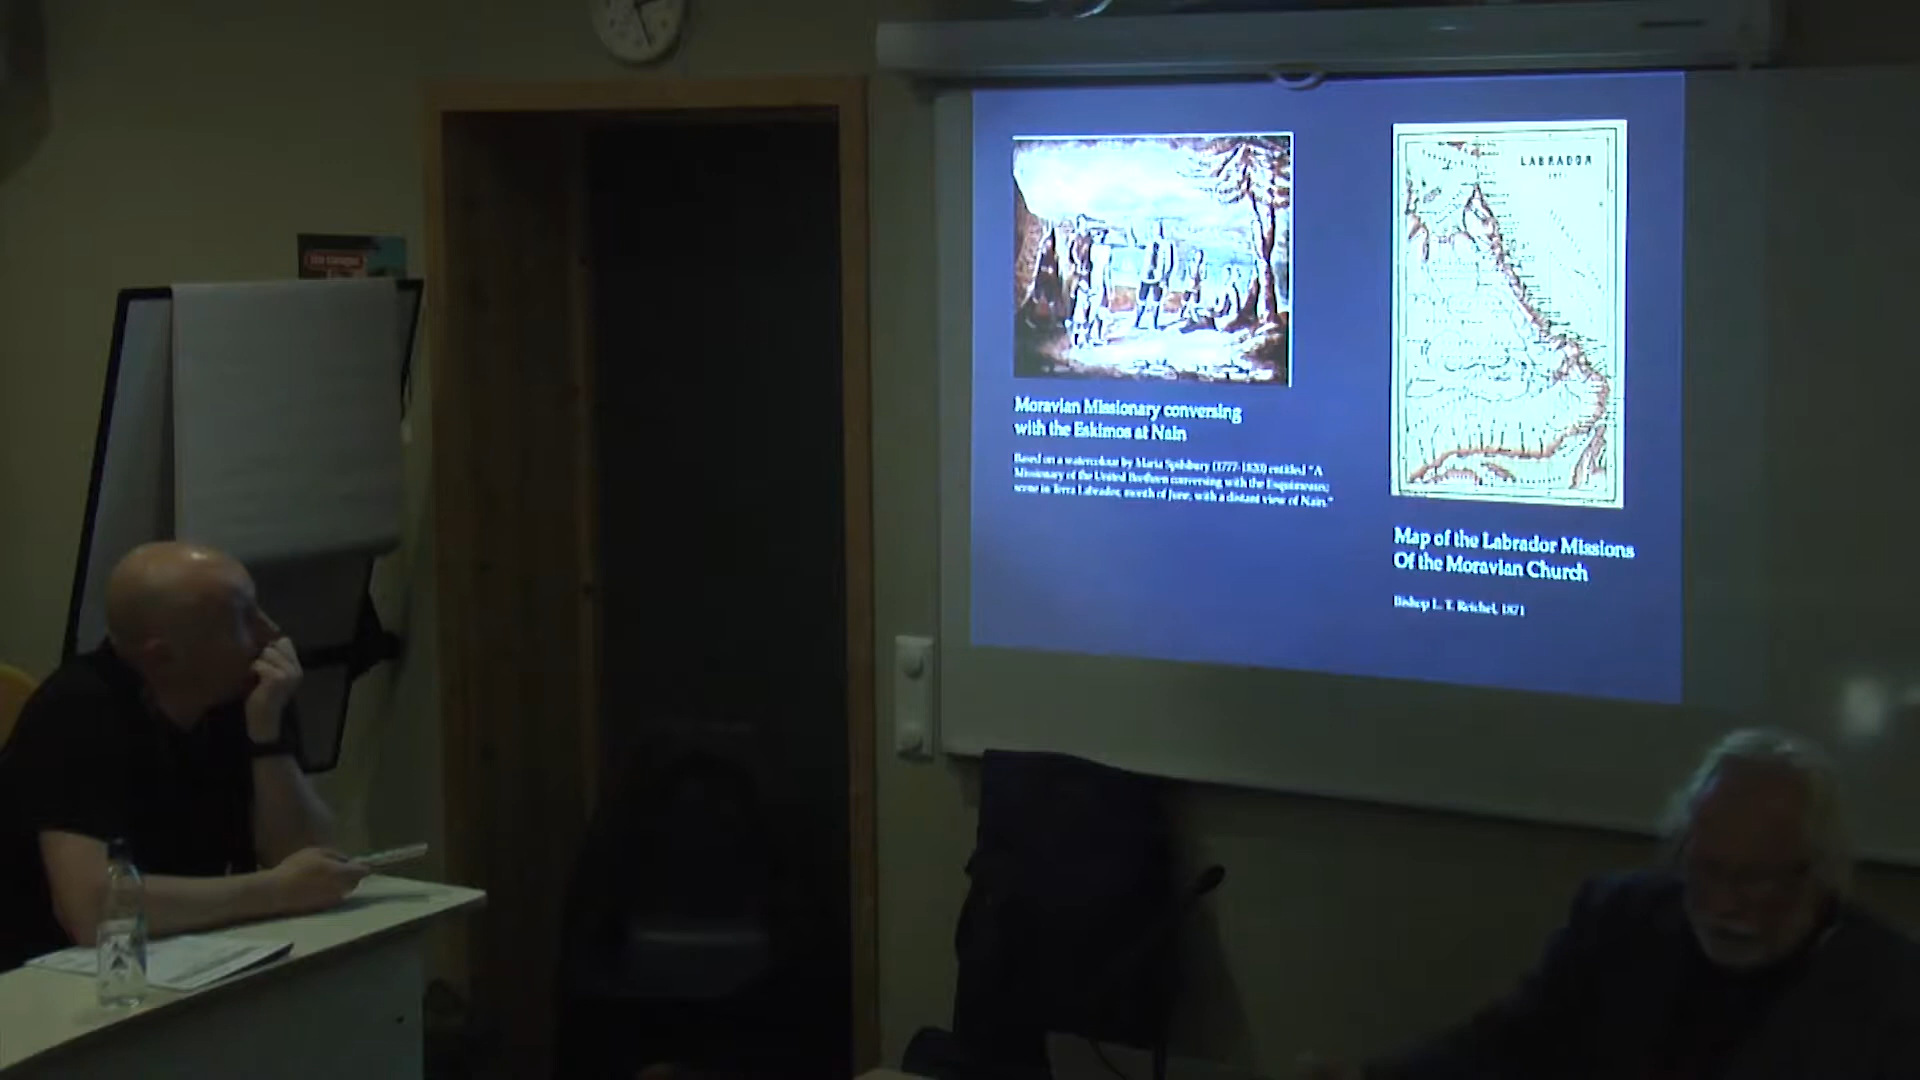 LABRADOR
Moravian Missionary conversing
with the Eskimos at Nain
Based on a watercolour by Maria Spilsbury (1777-1820) entitled "A
Missionary of the United Brethren conversing with the Esquimeaux;
scene in Terra Labrador, month of June, with a distant view of Nain."
Map of the Labrador Missions
Of the Moravian Church
Bishop L. T. Reichel, 1871